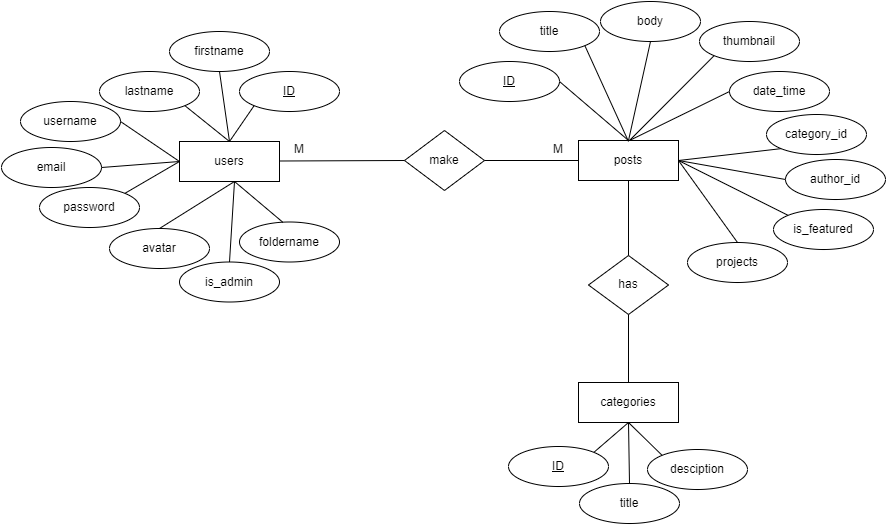 body
title
thumbnail
firstname
ID
lastname
ID
date_time
username
category_id
M
M
users
make
posts
email
author_id
password
is_featured
avatar
foldername
projects
is_admin
has
categories
ID
desciption
title